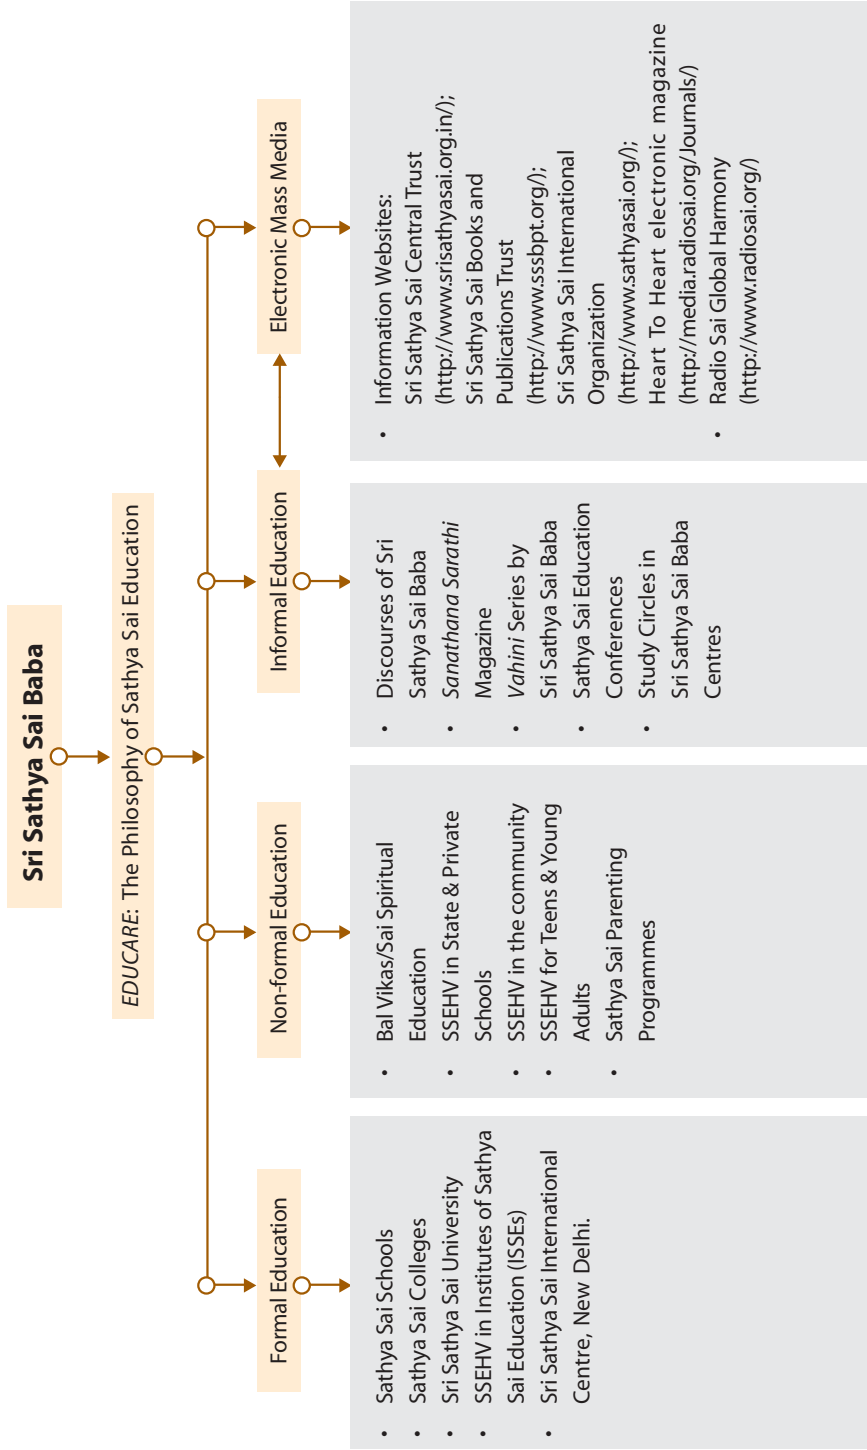 Sri Sathya Sai Baba
EDUCARE: The Philosophy of Sathya Sai Education
Formal Education
• Sathya Sai Schools
• Sathya Sai Colleges
• Sri Sathya Sai University
• SSEHV in Institutes of Sathya
Sai Education (ISSEs)
• Sri Sathya Sai International
Centre, New Delhi.
Non-formal Education
• Bal Vikas/Sai Spiritual
Education
• SSEHV in State & Private
Schools
• SSEHV in the community
• SSEHV for Teens & Young
Adults
• Sathya Sai Parenting
Programmes
Informal Education
• Discourses of Sri
Sathya Sai Baba
• Sanathana Sarathi
Magazine
• Vahini Series by
Sri Sathya Sai Baba
• Sathya Sai Education
Conferences
• Study Circles in
Sri Sathya Sai Baba
Centres
Electronic Mass Media
• Information Websites:
Sri Sathya Sai Central Trust
(http://www.srisathyasai.org.in/);
Sri Sathya Sai Books and
Publications Trust
(http://www.sssbpt.org/);
Sri Sathya Sai International
Organization
(http://www.sathyasai.org/);
Heart To Heart electronic magazine
(http://media.radiosai.org/Journals/)
• Radio Sai Global Harmony
(http://www.radiosai.org/)